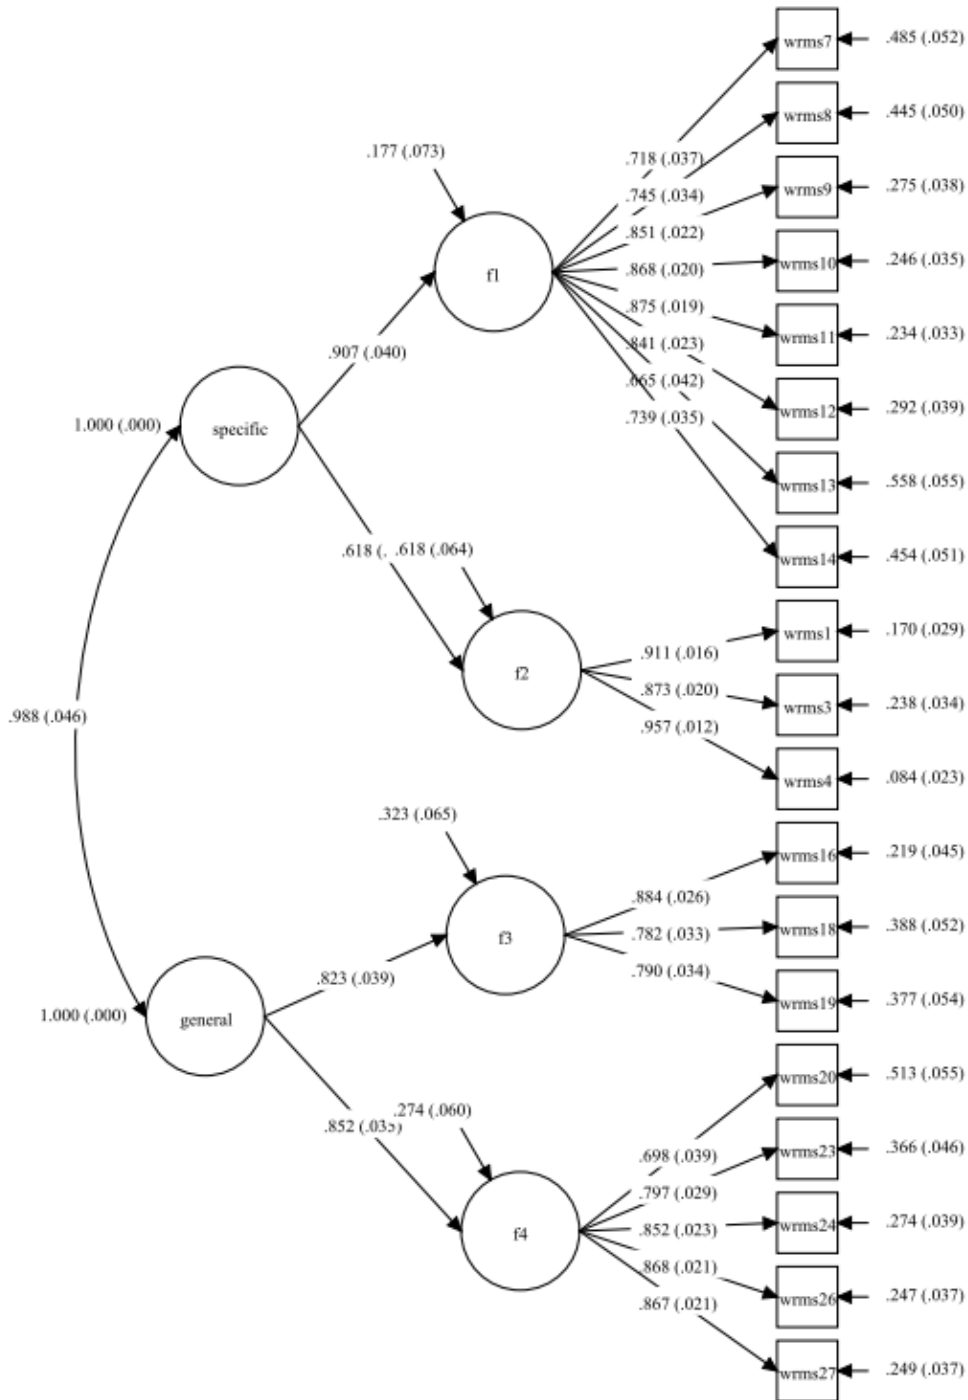 wrms7
.485 (.052)
wrms8
.445 (.050)
.177 (.073)
.718 (.037)
wrms9
.275 (.038)
.745 (.034)
.851 (.022)
wrms10
.246 (.035)
f1
.868 (.020)
.875 (.019)
wrms11
.234 (.033)
.907 (.040)
.841 (.023)
.665 (.042)
wrms12
.292 (.039)
1.000 (.000)
specific
.739 (.035)
wrms13
.558 (.055)
.618 (.
.618 (.064)
wrms14
.454 (.051)
wrms1
.170 (.029)
.911 (.016)
f2
.873 (.020)
wrms3
.238 (.034)
.988 (.046)
.957 (.012)
wrms4
.084 (.023)
.323 (.065)
wrms16
.219 (.045)
.884 (.026)
f3
.782 (.033)
wrms18
.388 (.052)
.823 (.039)
.790 (.034)
wrms19
.377 (.054)
1.000 (.000)
general
wrms20
.513 (.055)
.274 (.060)
.852 (.035)
.698 (.039)
wrms23
.366 (.046)
.797 (.029)
f4
.852 (.023)
wrms24
.274 (.039)
.868 (.021)
wrms26
.247 (.037)
.867 (.021)
wrms27
.249 (.037)